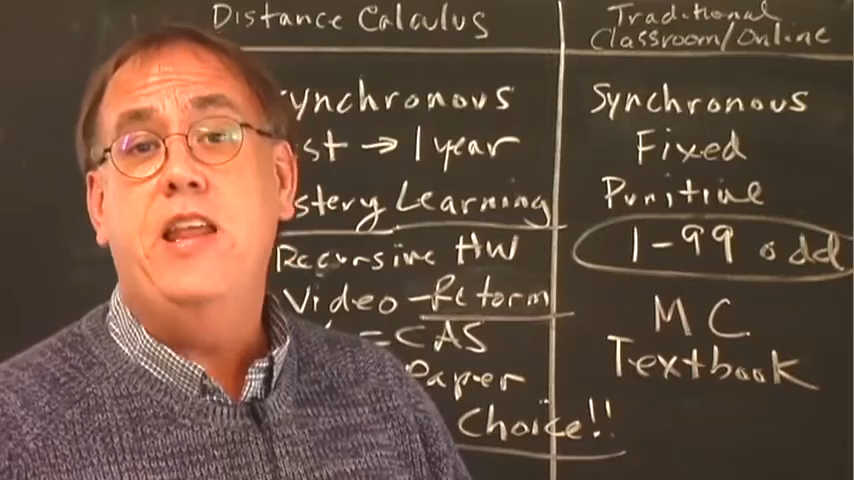 Distance Calculus
Traditional
Classroom/Online
ynchronous
st → 1 year
stery Learning
Recursive HW
Video - Reform
= CAS
Paper
Choice!!
Synchronous
Fixed
Punitive
1-99 odd
MC
Textbook